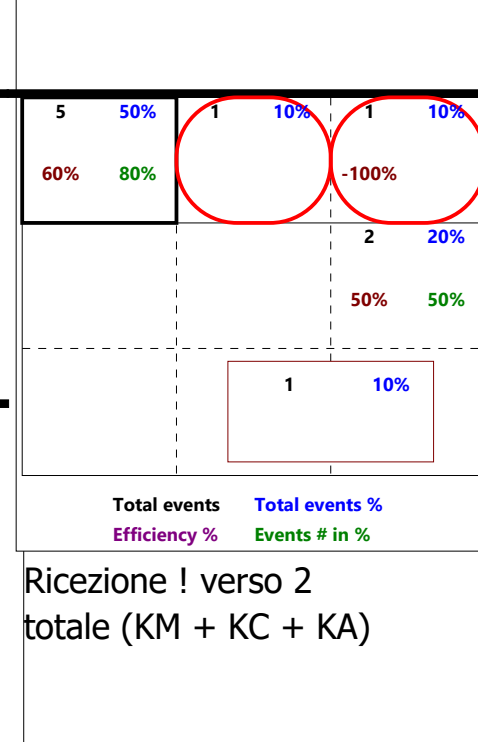 5 50% 1 10% 1 10%
60% 80% -100%
2 20%
50% 50%
1 10%
Total events Total events %
Efficiency % Events # in %
Ricezione ! verso 2
totale (KM + KC + KA)